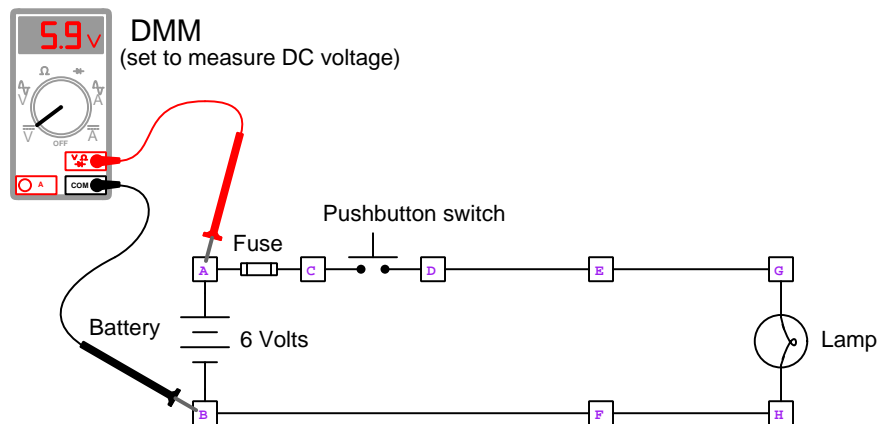 5.9 V
DMM
(set to measure DC voltage)
Ω
V
A
V
A
OFF
V Ω
A
COM
Pushbutton switch
Fuse
A
C
D
E
G
Battery
6 Volts
Lamp
B
F
H